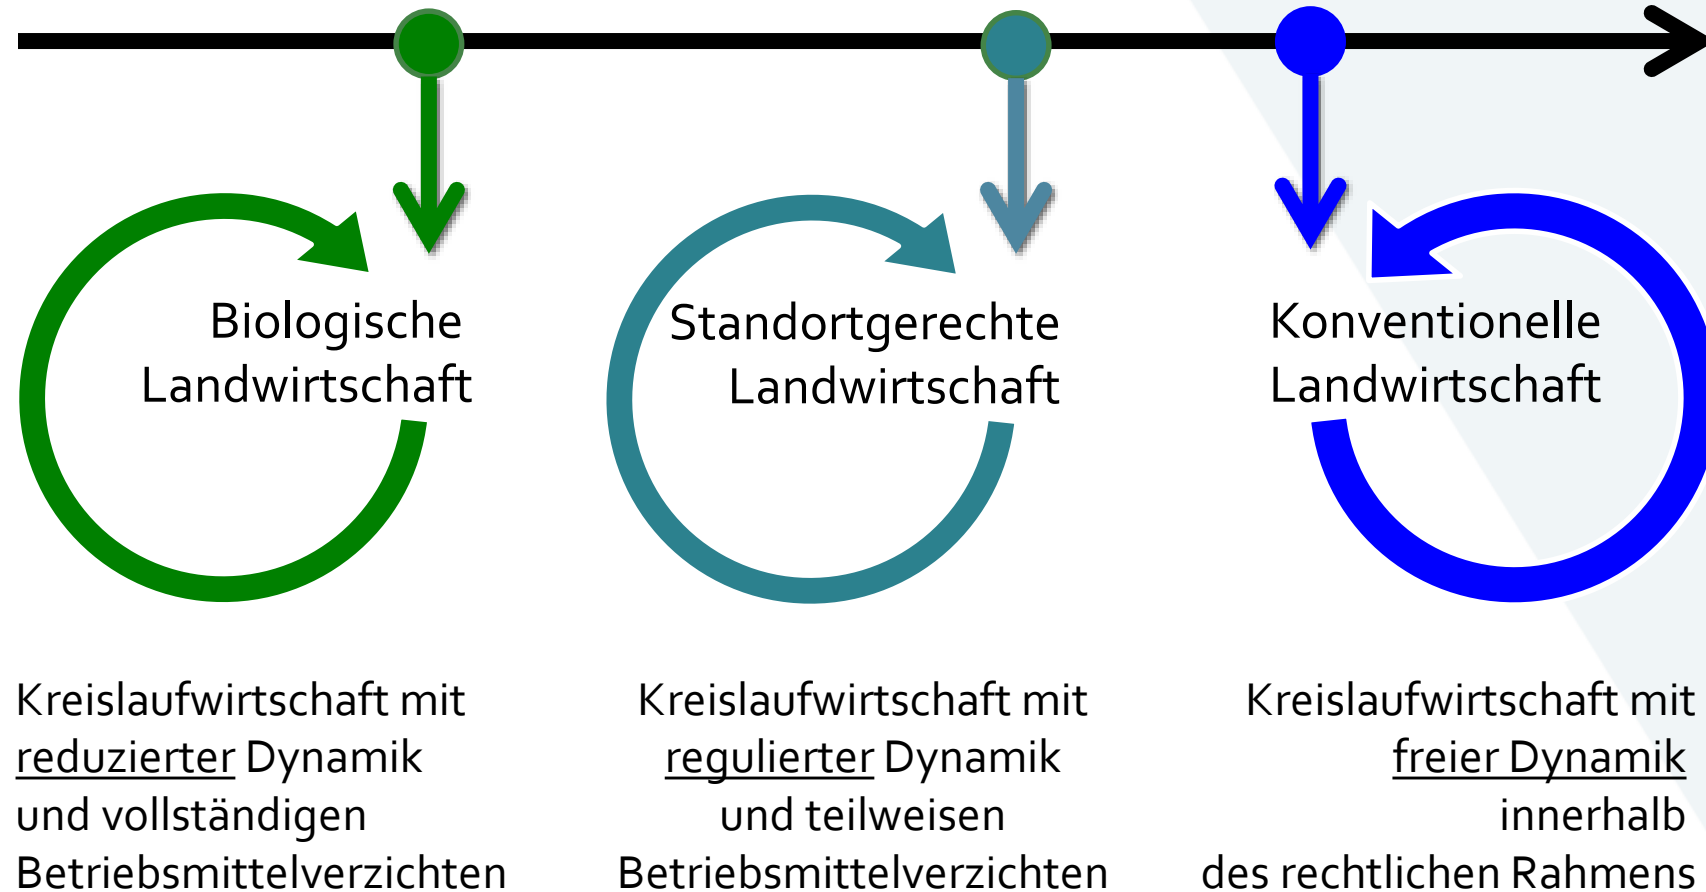 Biologische
Landwirtschaft
Standortgerechte
Landwirtschaft
Konventionelle
Landwirtschaft
Kreislaufwirtschaft mit
reduzierter Dynamik
und vollständigen
Betriebsmittelverzichten
Kreislaufwirtschaft mit
regulierter Dynamik
und teilweisen
Betriebsmittelverzichten
Kreislaufwirtschaft mit
freier Dynamik
innerhalb
des rechtlichen Rahmens